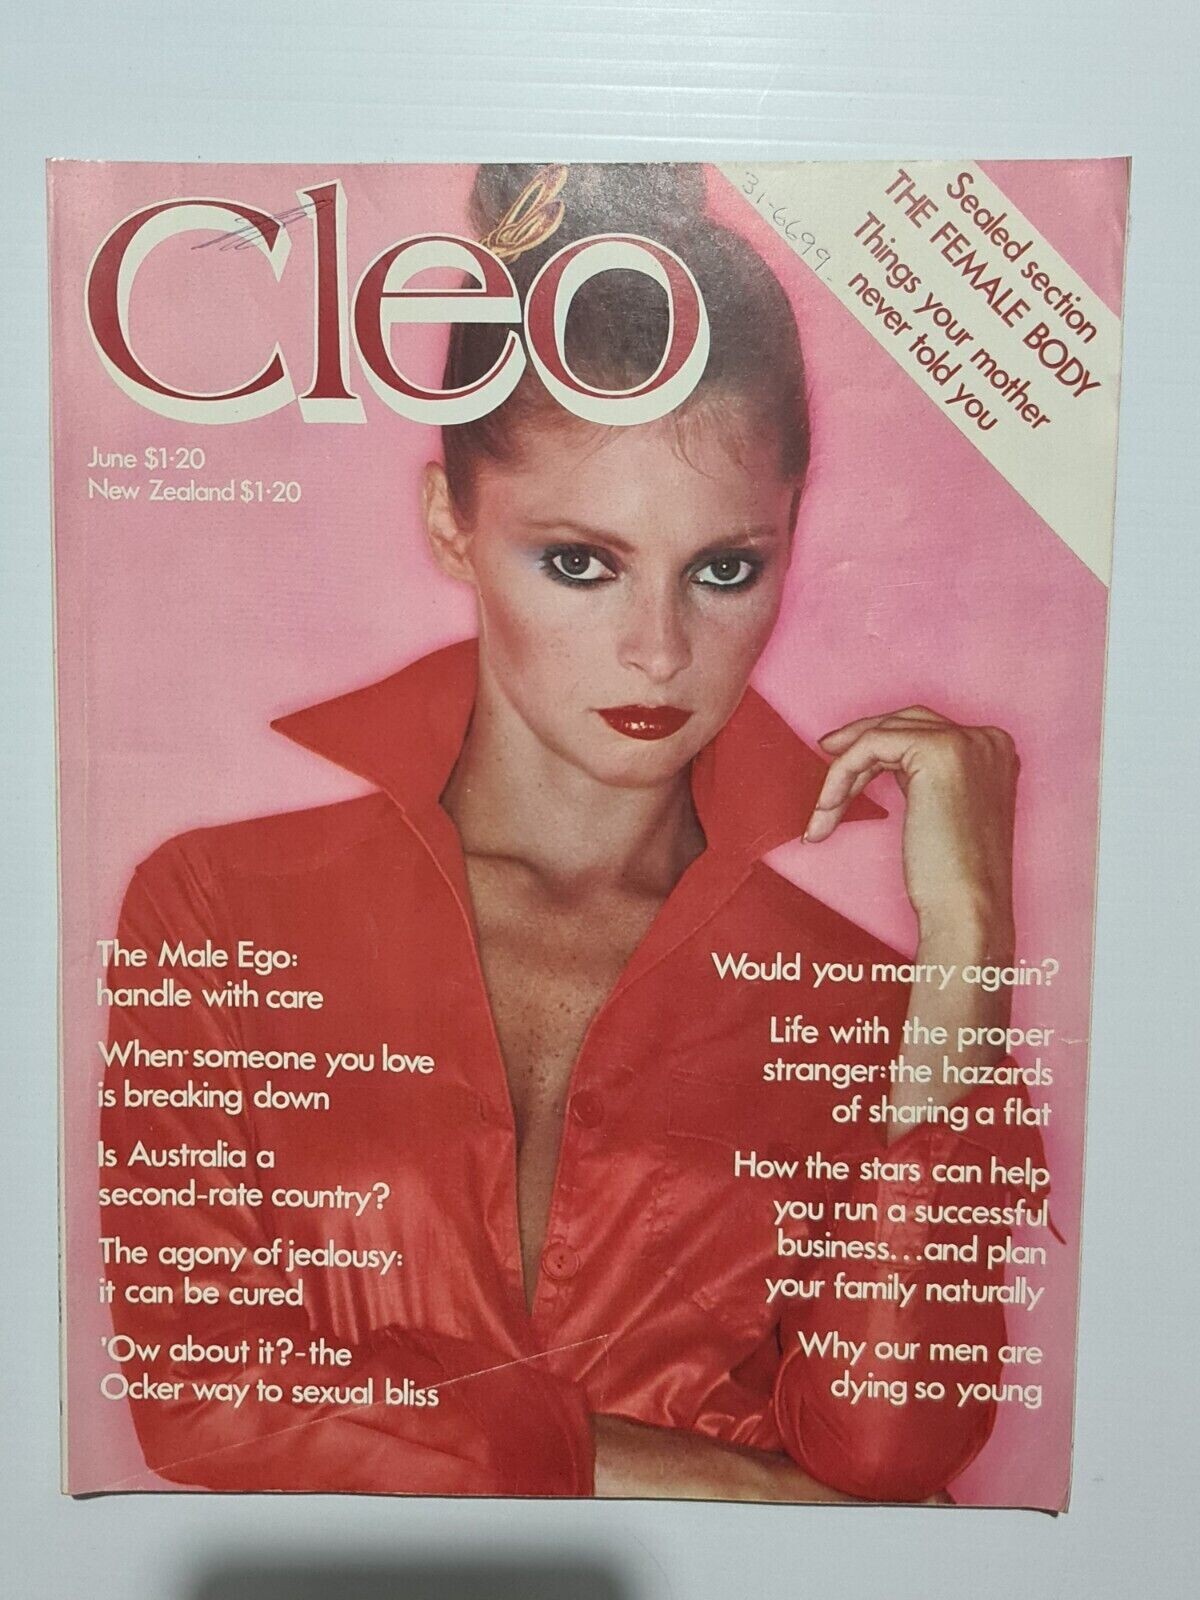 Cleo
June $1·20
New Zealand $1·20
31-6699
Sealed section
THE FEMALE BODY
Things your mother
never told you
The Male Ego:
handle with care
When someone you love
is breaking down
Is Australia a
second-rate country?
The agony of jealousy:
it can be cured
'Ow about it?-the
Ocker way to sexual bliss
Would you marry again?
Life with the proper
stranger:the hazards
of sharing a flat
How the stars can help
you run a successful
business...and plan
your family naturally
Why our men are
dying so young